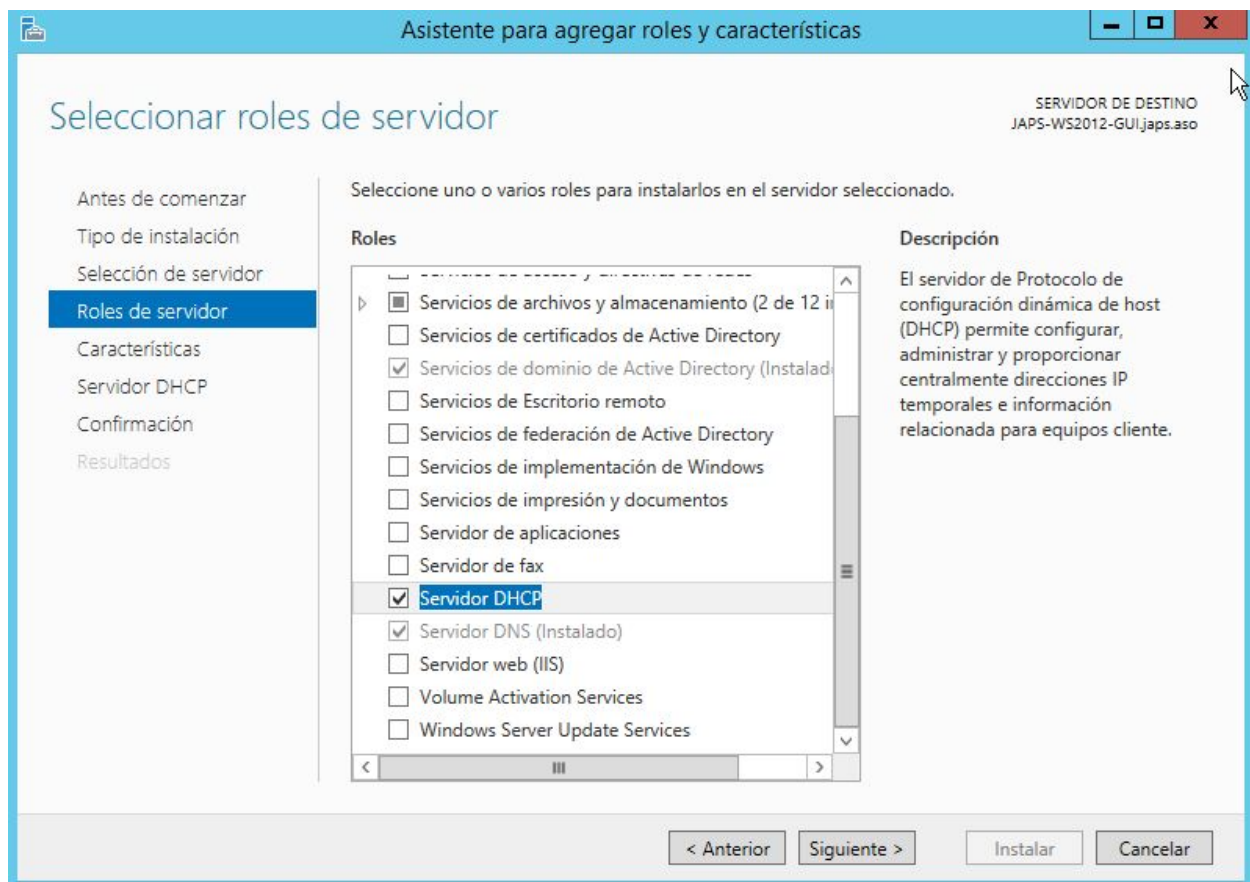 Asistente para agregar roles y características
Seleccionar roles de servidor
SERVIDOR DE DESTINO
JAPS-WS2012-GUI.japs.aso
Antes de comenzar
Tipo de instalación
Selección de servidor
Roles de servidor
Características
Servidor DHCP
Confirmación
Resultados
Seleccione uno o varios roles para instalarlos en el servidor seleccionado.
Roles
Servicios de acceso y directivas de redes
Servicios de archivos y almacenamiento (2 de 12 i
Servicios de certificados de Active Directory
Servicios de dominio de Active Directory (Instalad
Servicios de Escritorio remoto
Servicios de federación de Active Directory
Servicios de implementación de Windows
Servicios de impresión y documentos
Servidor de aplicaciones
Servidor de fax
Servidor DHCP
Servidor DNS (Instalado)
Servidor web (IIS)
Volume Activation Services
Windows Server Update Services
Descripción
El servidor de Protocolo de
configuración dinámica de host
(DHCP) permite configurar,
administrar y proporcionar
centralmente direcciones IP
temporales e información
relacionada para equipos cliente.
< Anterior
Siguiente >
Instalar
Cancelar